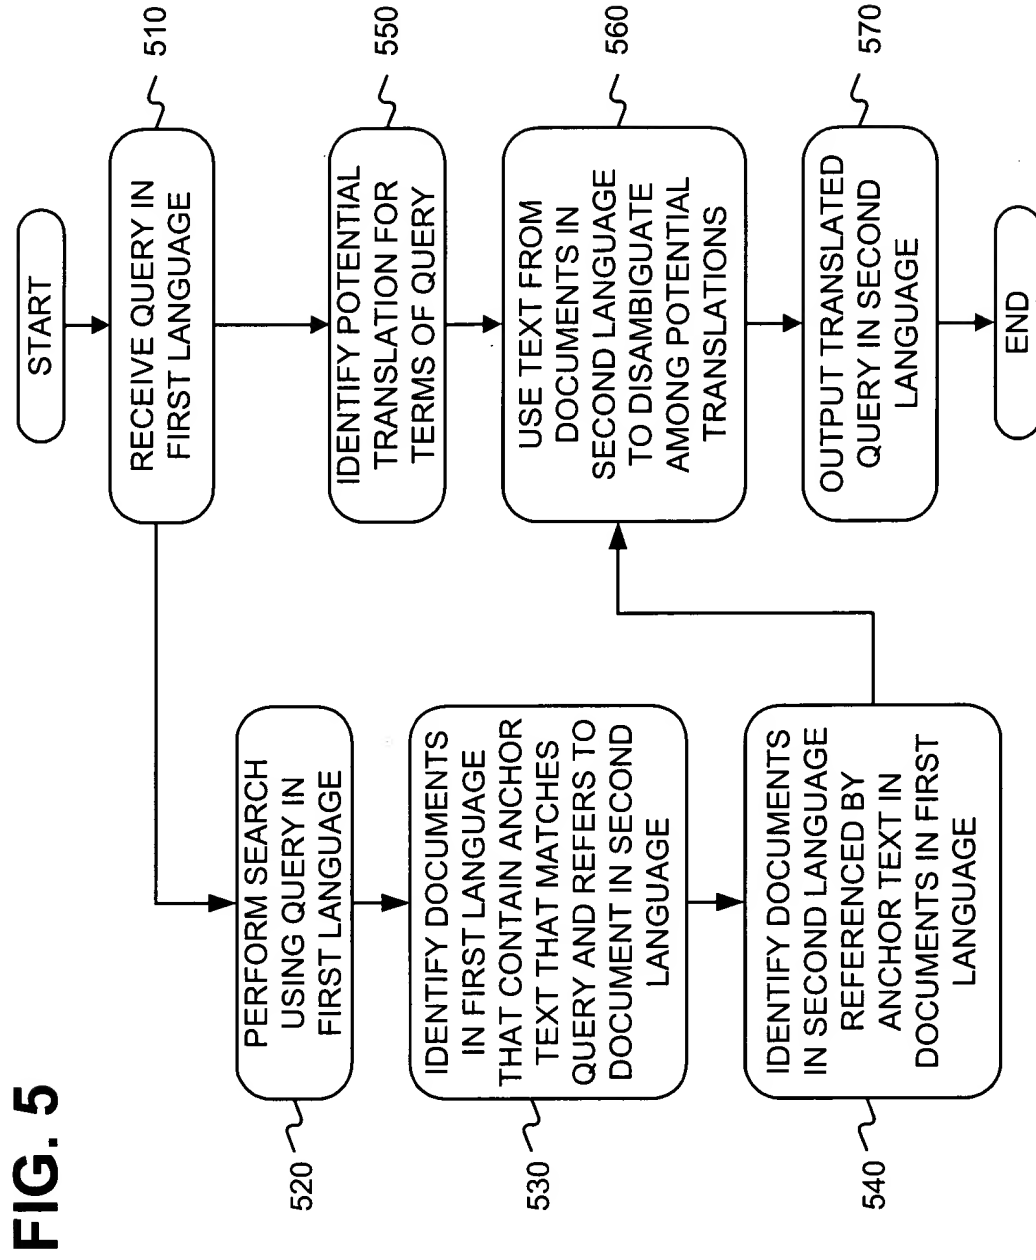 FIG. 5
START
RECEIVE QUERY IN
FIRST LANGUAGE
510
PERFORM SEARCH
USING QUERY IN
FIRST LANGUAGE
520
IDENTIFY DOCUMENTS
IN FIRST LANGUAGE
THAT CONTAIN ANCHOR
TEXT THAT MATCHES
QUERY AND REFERS TO
DOCUMENT IN SECOND
LANGUAGE
530
IDENTIFY DOCUMENTS
IN SECOND LANGUAGE
REFERENCED BY
ANCHOR TEXT IN
DOCUMENTS IN FIRST
LANGUAGE
540
IDENTIFY POTENTIAL
TRANSLATION FOR
TERMS OF QUERY
550
USE TEXT FROM
DOCUMENTS IN
SECOND LANGUAGE
TO DISAMBIGUATE
AMONG POTENTIAL
TRANSLATIONS
560
OUTPUT TRANSLATED
QUERY IN SECOND
LANGUAGE
570
END